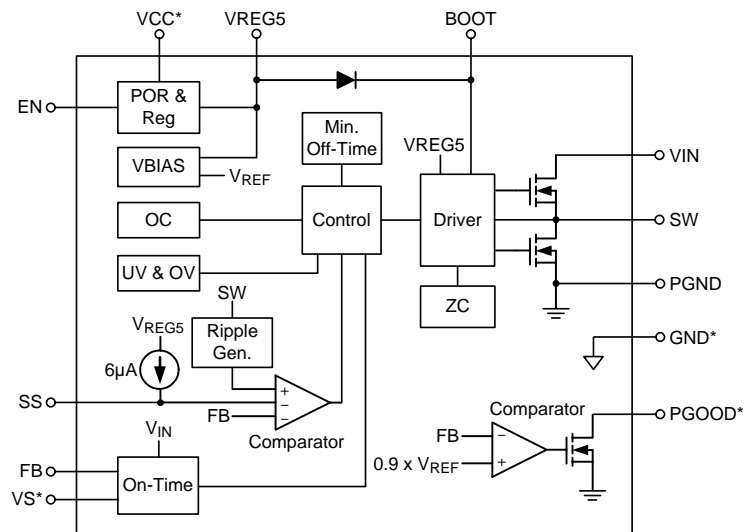 VCC*
VREG5
BOOT
EN
POR &
Reg
Min.
Off-Time
VREG5
VIN
VBIAS
VREF
OC
Control
Driver
SW
UV & OV
SW
ZC
PGND
VREG5
Ripple
Gen.
GND*
6µA
SS
+
−
−
FB
Comparator
Comparator
PGOOD*
VIN
FB
−
0.9 x VREF
+
FB
On-Time
VS*